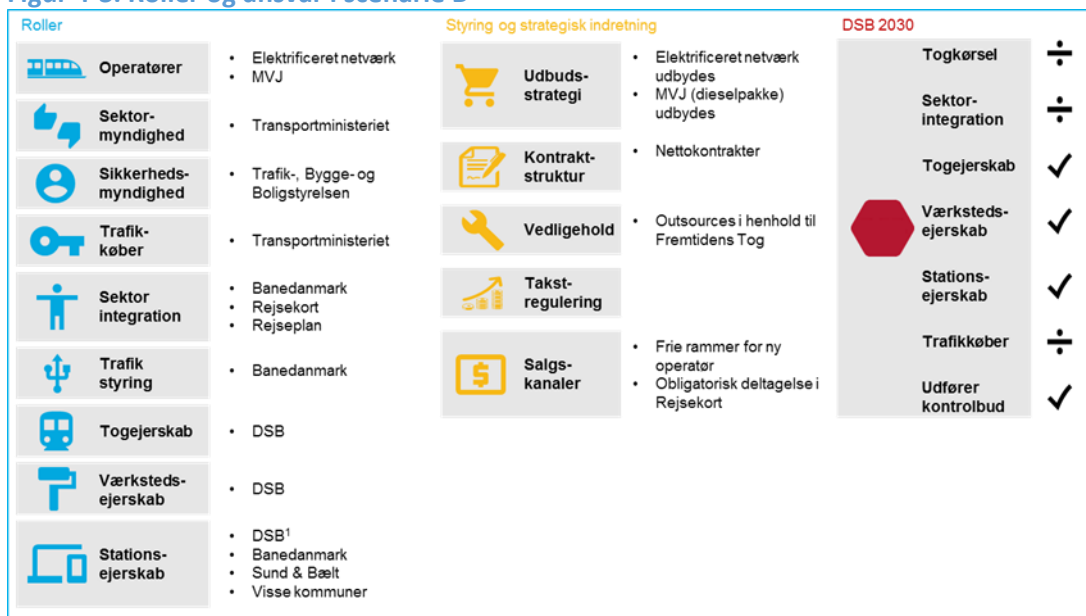 Roller
Operatører
• Elektrificeret netværk
• MVJ
Sektor-
myndighed
• Transportministeriet
Sikkerheds-
myndighed
• Trafik-, Bygge- og
Boligstyrelsen
Trafik-
køber
• Transportministeriet
Sektor
integration
• Banedanmark
• Rejsekort
• Rejseplan
Trafik
styring
• Banedanmark
Togejerskab
• DSB
Værksteds-
ejerskab
• DSB
Stations-
ejerskab
• DSB¹
• Banedanmark
• Sund & Bælt
• Visse kommuner
Styring og strategisk indretning
Udbuds-
strategi
• Elektrificeret netværk
udbydes
• MVJ (dieselpakke)
udbydes
Kontrakt-
struktur
• Nettokontrakter
Vedligehold
• Outsources i henhold til
Fremtidens Tog
Takst-
regulering
Salgs-
kanaler
• Frie rammer for ny
operatør
• Obligatorisk deltagelse i
Rejsekort
DSB 2030
Togkørsel ÷
Sektor-
integration ÷
Togejerskab ✓
Værksteds-
ejerskab ✓
Stations-
ejerskab ✓
Trafikkøber ÷
Udfører
kontrolbud ✓